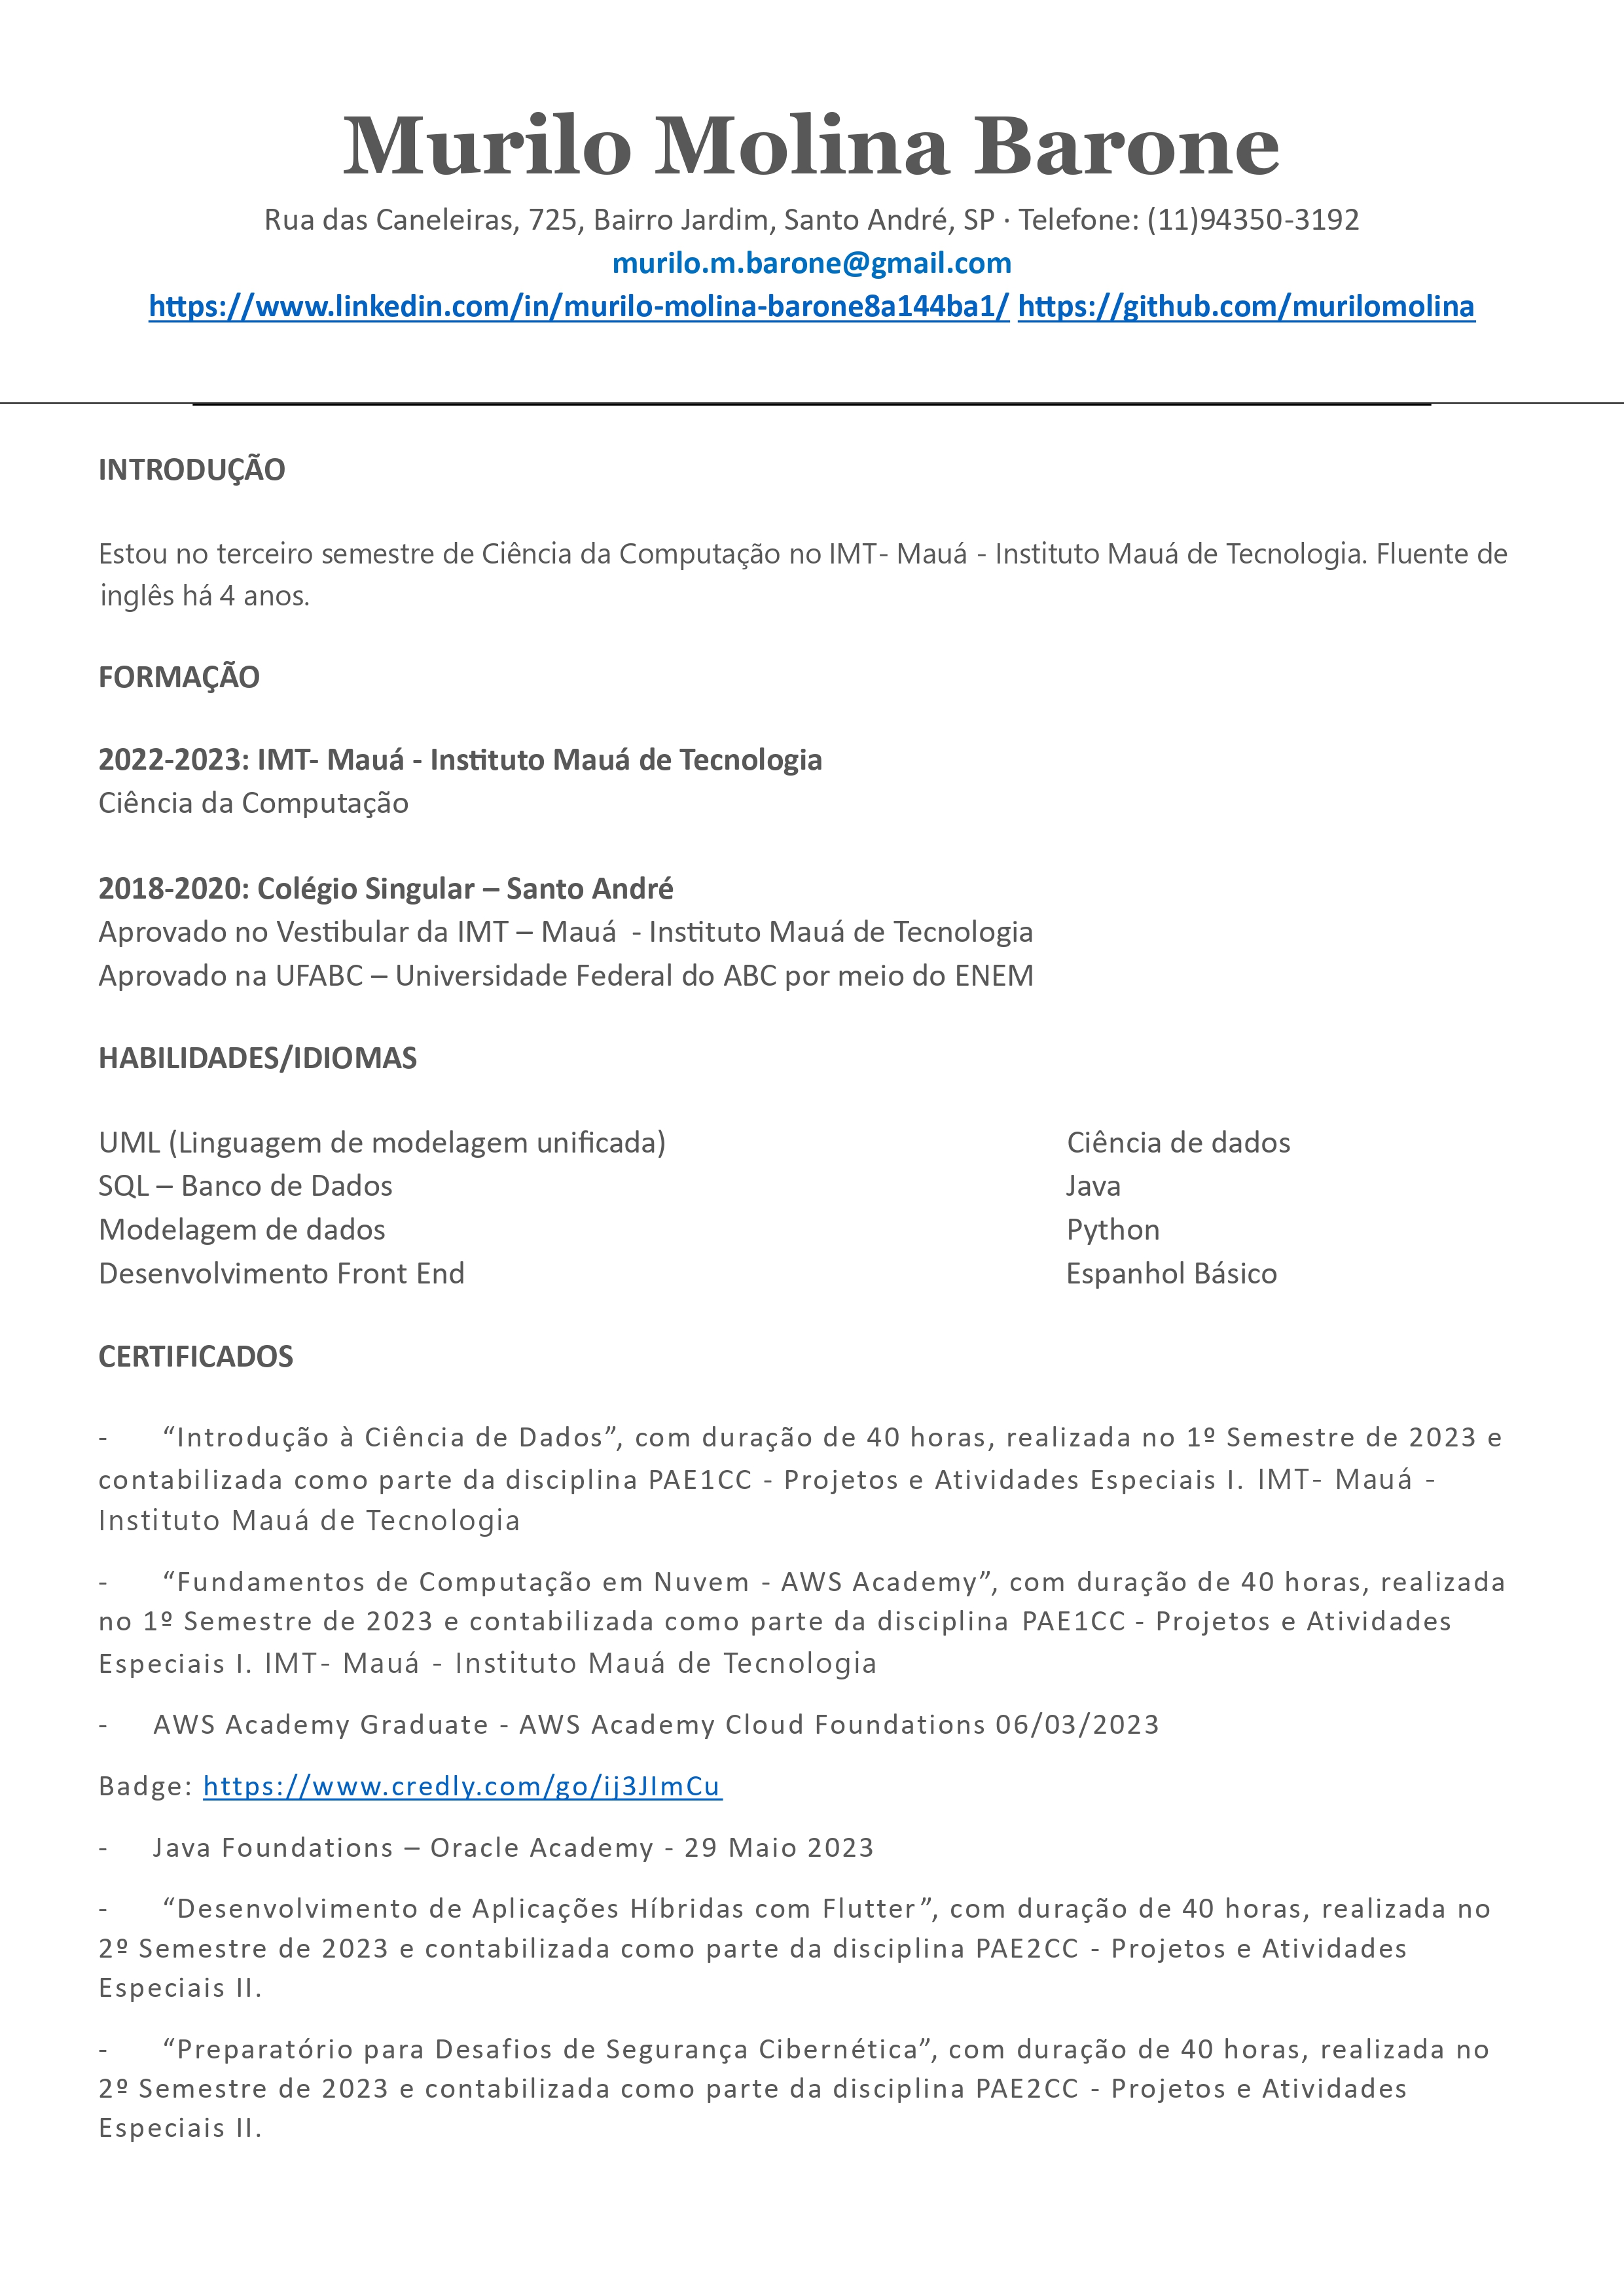 Murilo Molina Barone
Rua das Caneleiras, 725, Bairro Jardim, Santo André, SP · Telefone: (11)94350-3192
murilo.m.barone@gmail.com
https://www.linkedin.com/in/murilo-molina-barone8a144ba1/ https://github.com/murilomolina
INTRODUÇÃO
Estou no terceiro semestre de Ciência da Computação no IMT- Mauá - Instituto Mauá de Tecnologia. Fluente de
inglês há 4 anos.
FORMAÇÃO
2022-2023: IMT- Mauá - Instituto Mauá de Tecnologia
Ciência da Computação
2018-2020: Colégio Singular – Santo André
Aprovado no Vestibular da IMT – Mauá - Instituto Mauá de Tecnologia
Aprovado na UFABC – Universidade Federal do ABC por meio do ENEM
HABILIDADES/IDIOMAS
UML (Linguagem de modelagem unificada) Ciência de dados
SQL – Banco de Dados Java
Modelagem de dados Python
Desenvolvimento Front End Espanhol Básico
CERTIFICADOS
- “Introdução à Ciência de Dados”, com duração de 40 horas, realizada no 1º Semestre de 2023 e
contabilizada como parte da disciplina PAE1CC - Projetos e Atividades Especiais I. IMT- Mauá -
Instituto Mauá de Tecnologia
- “Fundamentos de Computação em Nuvem - AWS Academy”, com duração de 40 horas, realizada
no 1º Semestre de 2023 e contabilizada como parte da disciplina PAE1CC - Projetos e Atividades
Especiais I. IMT- Mauá - Instituto Mauá de Tecnologia
- AWS Academy Graduate - AWS Academy Cloud Foundations 06/03/2023
Badge: https://www.credly.com/go/ij3JImCu
- Java Foundations – Oracle Academy - 29 Maio 2023
- “Desenvolvimento de Aplicações Híbridas com Flutter”, com duração de 40 horas, realizada no
2º Semestre de 2023 e contabilizada como parte da disciplina PAE2CC - Projetos e Atividades
Especiais II.
- “Preparatório para Desafios de Segurança Cibernética”, com duração de 40 horas, realizada no
2º Semestre de 2023 e contabilizada como parte da disciplina PAE2CC - Projetos e Atividades
Especiais II.